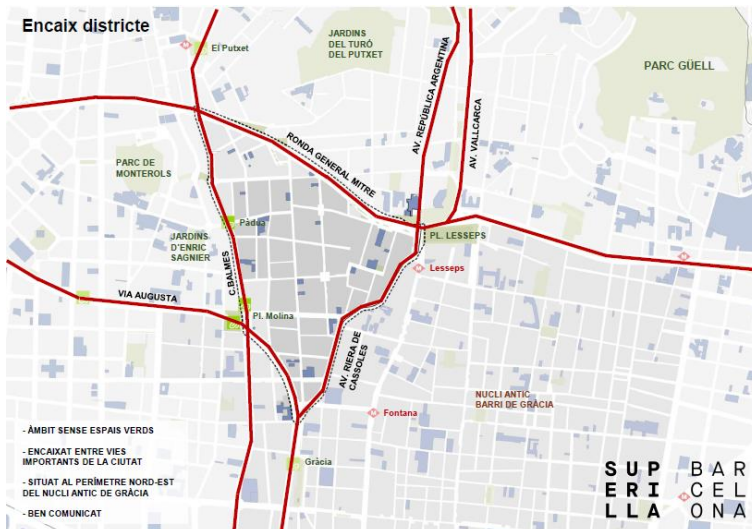 Encaix districte
El Putxet
JARDINS
DEL TURÓ
DEL PUTXET
AV. REPÚBLICA ARGENTINA
AV. VALLCARCA
PARC GÜELL
RONDA GENERAL MITRE
PARC DE
MONTEROLS
Pàdua
JARDINS
D'ENRIC
SAGNIER
C.BALMES
PL. LESSEPS
Lesseps
VIA AUGUSTA
Pl. Molina
AV. RIERA DE
CASSOLES
NUCLI ANTIC
BARRI DE GRÀCIA
Fontana
Gràcia
- ÀMBIT SENSE ESPAIS VERDS
- ENCAIXAT ENTRE VIES
IMPORTANTS DE LA CIUTAT
- SITUAT AL PERÍMETRE NORD-EST
DEL NUCLI ANTIC DE GRÀCIA
- BEN COMUNICAT
SUP BAR
ERI CEL
LLA ONA